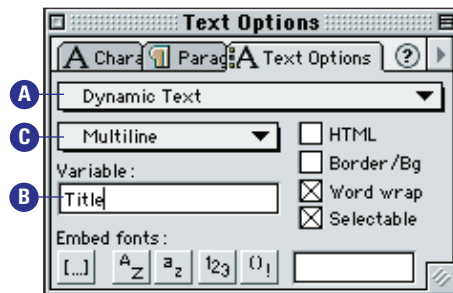 Text Options
A Chara Parag A Text Options ?
A Dynamic Text
C Multiline HTML
Border/Bg
Variable: Word wrap
B Title Selectable
Embed fonts:
[...] AZ az 123 ()!